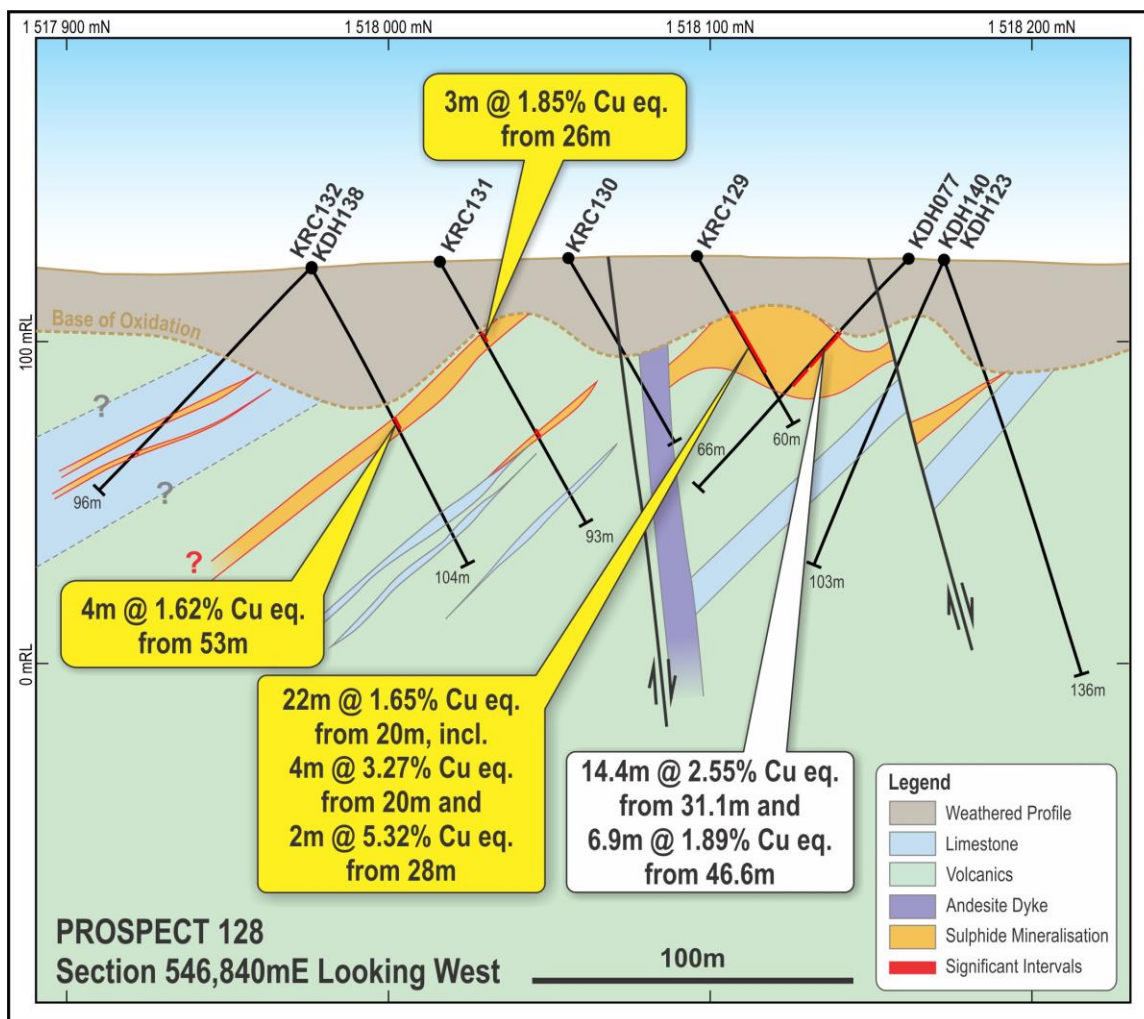 1 517 900 mN
1 518 000 mN
1 518 100 mN
1 518 200 mN
3m @ 1.85% Cu eq.
from 26m
KRC132
KDH138
KRC131
KRC130
KRC129
KDH077
KDH140
KDH123
Base of Oxidation
100 mRL
0 mRL
?
?
?
96m
104m
93m
66m
60m
103m
136m
4m @ 1.62% Cu eq.
from 53m
22m @ 1.65% Cu eq.
from 20m, incl.
4m @ 3.27% Cu eq.
from 20m and
2m @ 5.32% Cu eq.
from 28m
14.4m @ 2.55% Cu eq.
from 31.1m and
6.9m @ 1.89% Cu eq.
from 46.6m
Legend
Weathered Profile
Limestone
Volcanics
Andesite Dyke
Sulphide Mineralisation
Significant Intervals
PROSPECT 128
Section 546,840mE Looking West
100m